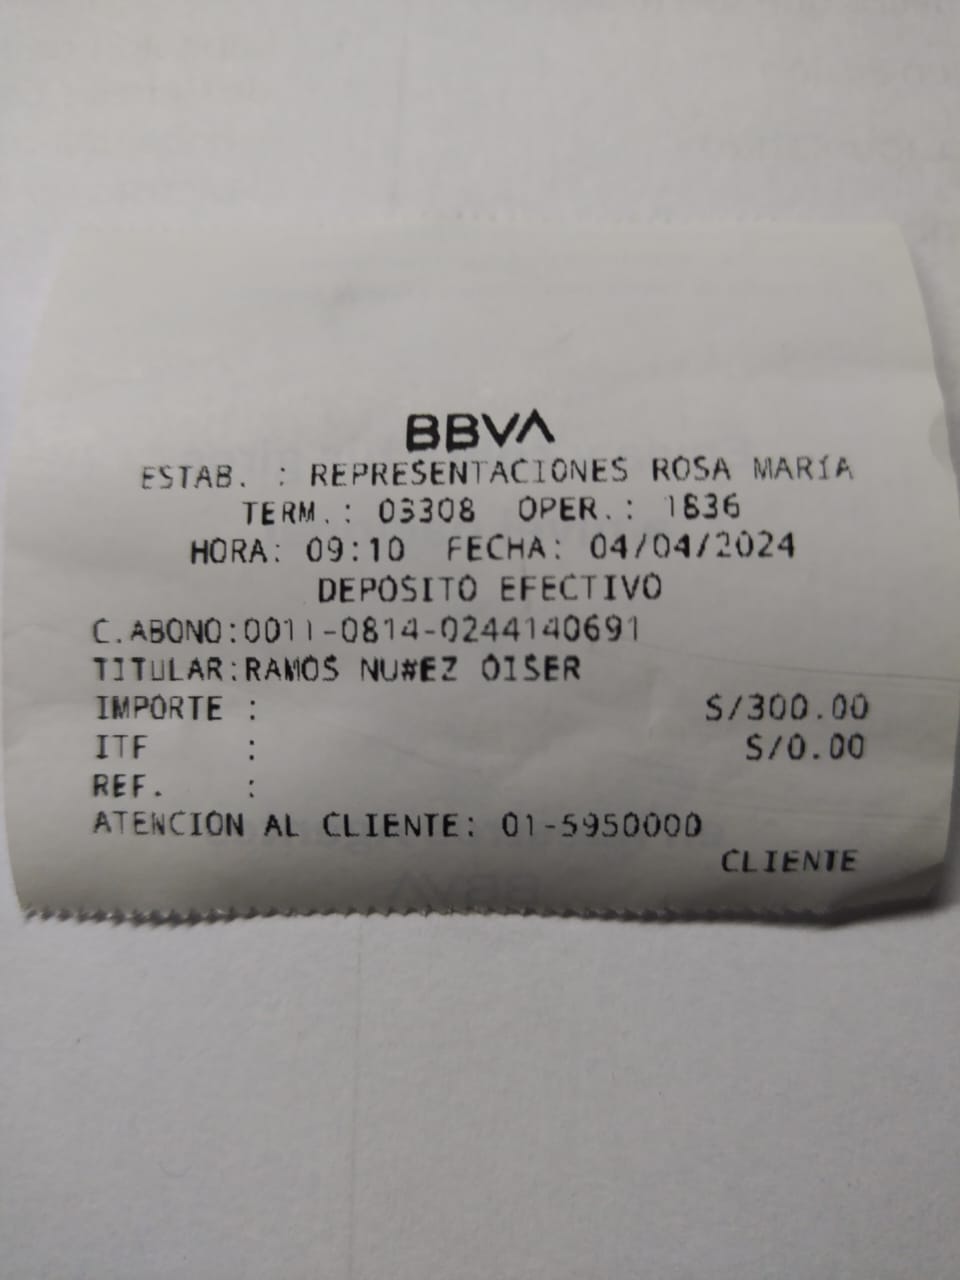 BBVA
ESTAB. : REPRESENTACIONES ROSA MARÍA
TERM.: 03308 OPER.: 1836
HORA: 09:10 FECHA: 04/04/2024
DEPOSITO EFECTIVO
C.ABONO:0011-0814-0244140691
TITULAR:RAMOS NU#EZ OISER
IMPORTE : S/300.00
ITF : S/0.00
REF. :
ATENCION AL CLIENTE: 01-5950000
CLIENTE